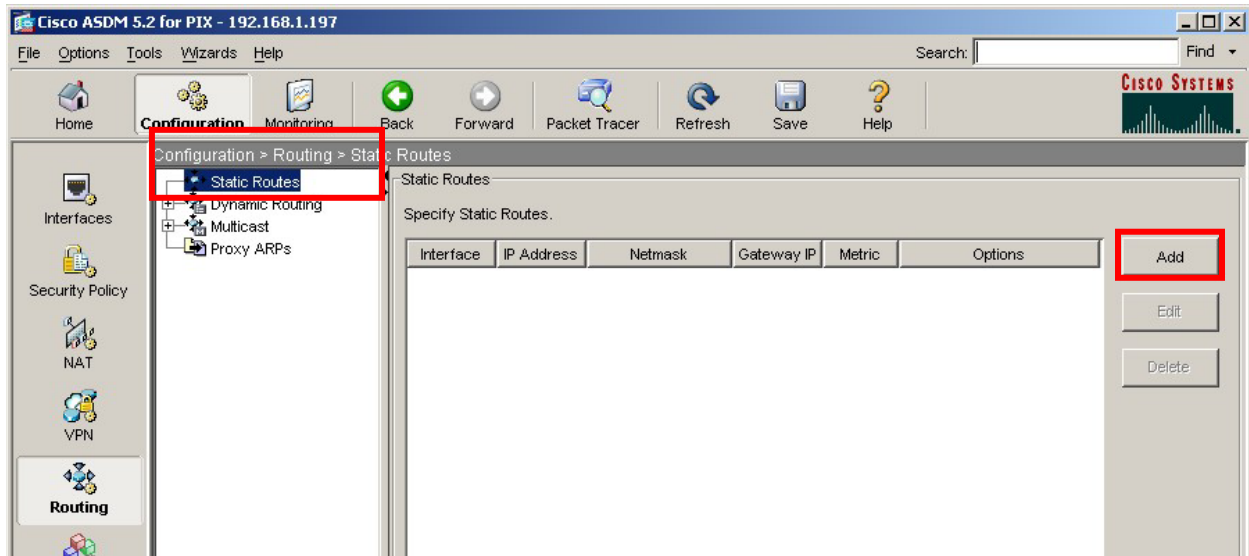 Cisco ASDM 5.2 for PIX - 192.168.1.197
File Options Tools Wizards Help Search: Find
Home Configuration Monitoring Back Forward Packet Tracer Refresh Save Help
CISCO SYSTEMS
Configuration > Routing > Static Routes
Interfaces
Security Policy
NAT
VPN
Routing
Static Routes
Dynamic Routing
Multicast
Proxy ARPs
Static Routes
Specify Static Routes.
Interface IP Address Netmask Gateway IP Metric Options
Add
Edit
Delete